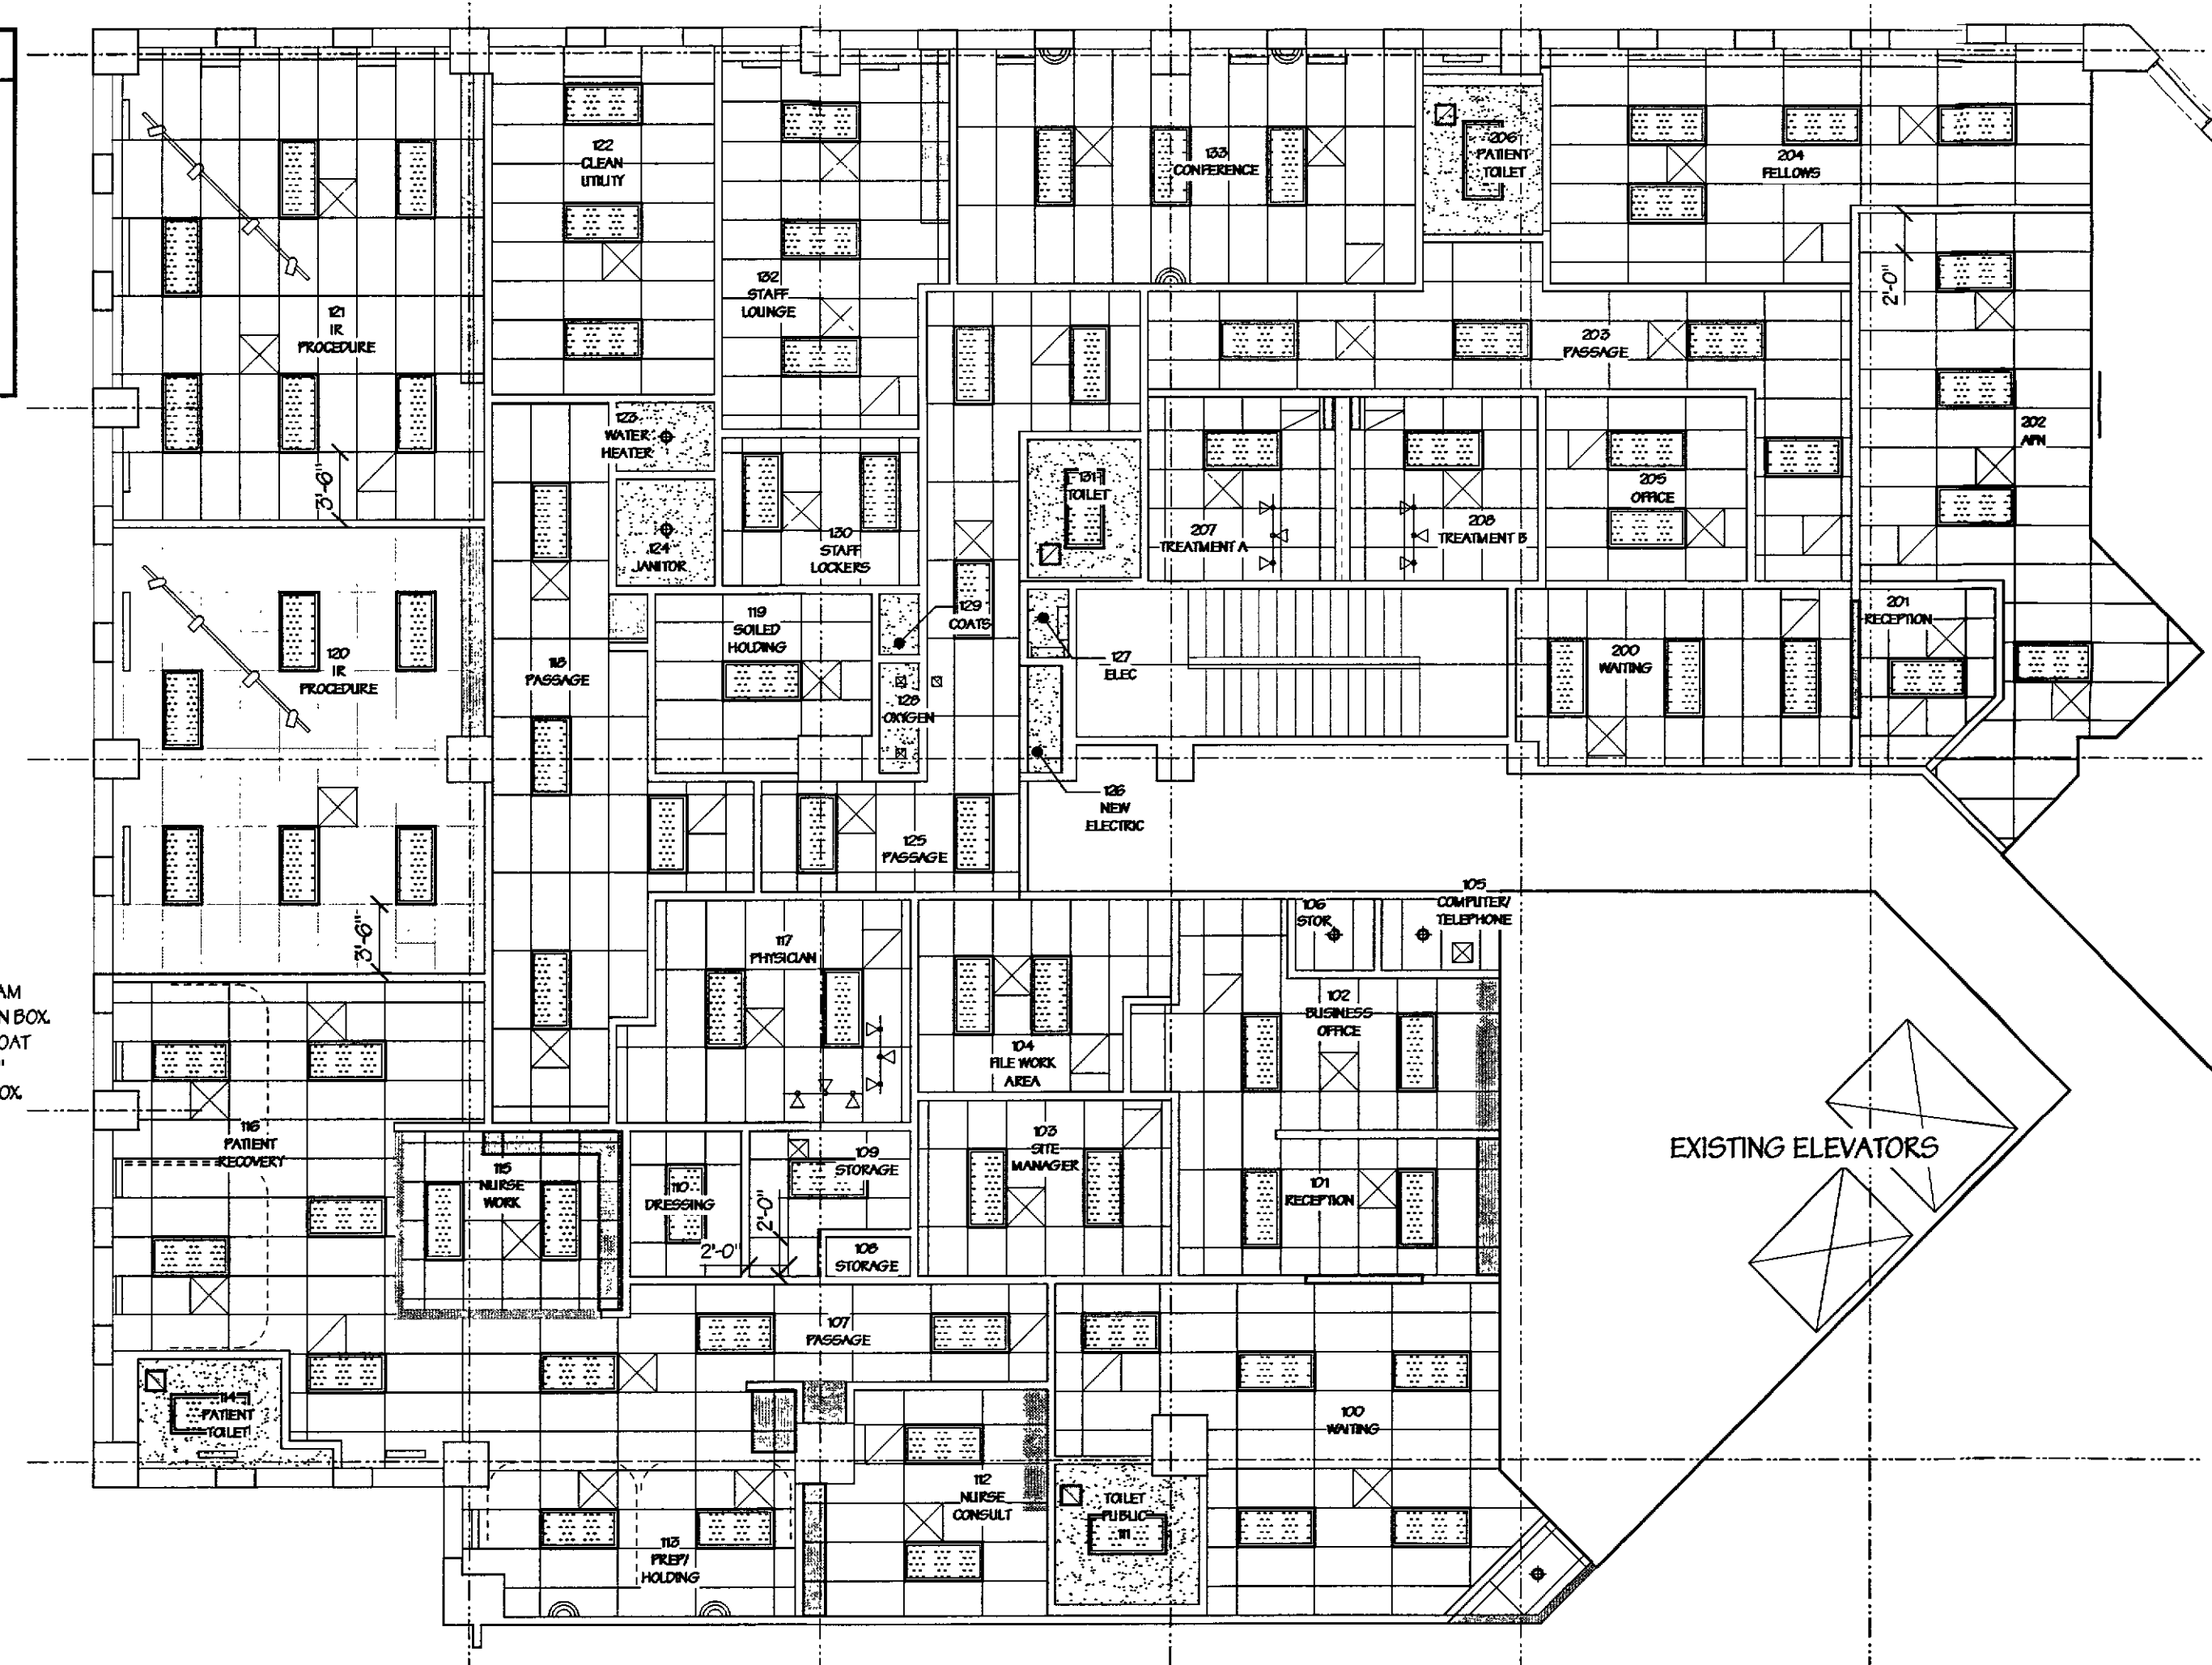 121
IR
PROCEDURE
122
CLEAN
UTILITY
132
STAFF
LOUNGE
133
CONFERENCE
206
PATIENT
TOILET
204
FELLOWS
2'-0"
203
PASSAGE
202
APN
3'-6"
123
WATER
HEATER
124
JANITOR
130
STAFF
LOCKERS
131
TOILET
207
TREATMENT A
208
TREATMENT B
205
OFFICE
120
IR
PROCEDURE
118
PASSAGE
119
SOILED
HOLDING
129
COATS
128
OXYGEN
127
ELEC
126
NEW
ELECTRIC
200
WAITING
201
RECEPTION
125
PASSAGE
3'-6"
117
PHYSICIAN
106
STOR
105
COMPUTER/
TELEPHONE
104
FILE WORK
AREA
102
BUSINESS
OFFICE
AM
N BOX.
OAT
"
OX.
116
PATIENT
RECOVERY
115
NURSE
WORK
110
DRESSING
109
STORAGE
2'-0"
2'-0"
108
STORAGE
103
SITE
MANAGER
101
RECEPTION
EXISTING ELEVATORS
107
PASSAGE
114
PATIENT
TOILET
113
PREP/
HOLDING
112
NURSE
CONSULT
TOILET
PUBLIC
111
100
WAITING